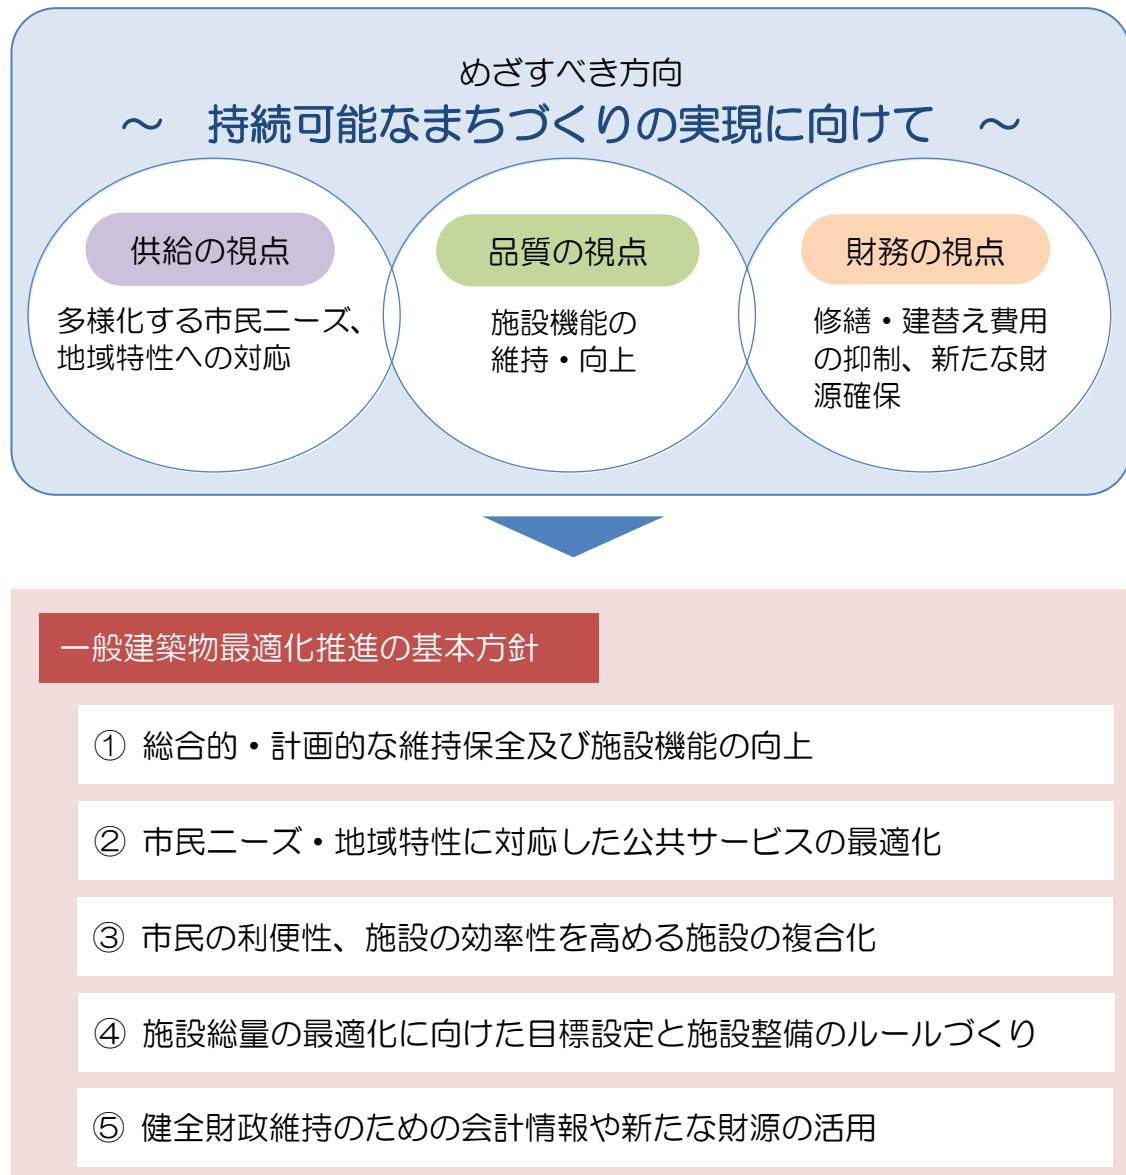 めざすべき方向
～　持続可能なまちづくりの実現に向けて　～
供給の視点
多様化する市民ニーズ、
地域特性への対応
品質の視点
施設機能の
維持・向上
財務の視点
修繕・建替え費用
の抑制、新たな財
源確保
一般建築物最適化推進の基本方針
① 総合的・計画的な維持保全及び施設機能の向上
② 市民ニーズ・地域特性に対応した公共サービスの最適化
③ 市民の利便性、施設の効率性を高める施設の複合化
④ 施設総量の最適化に向けた目標設定と施設整備のルールづくり
⑤ 健全財政維持のための会計情報や新たな財源の活用